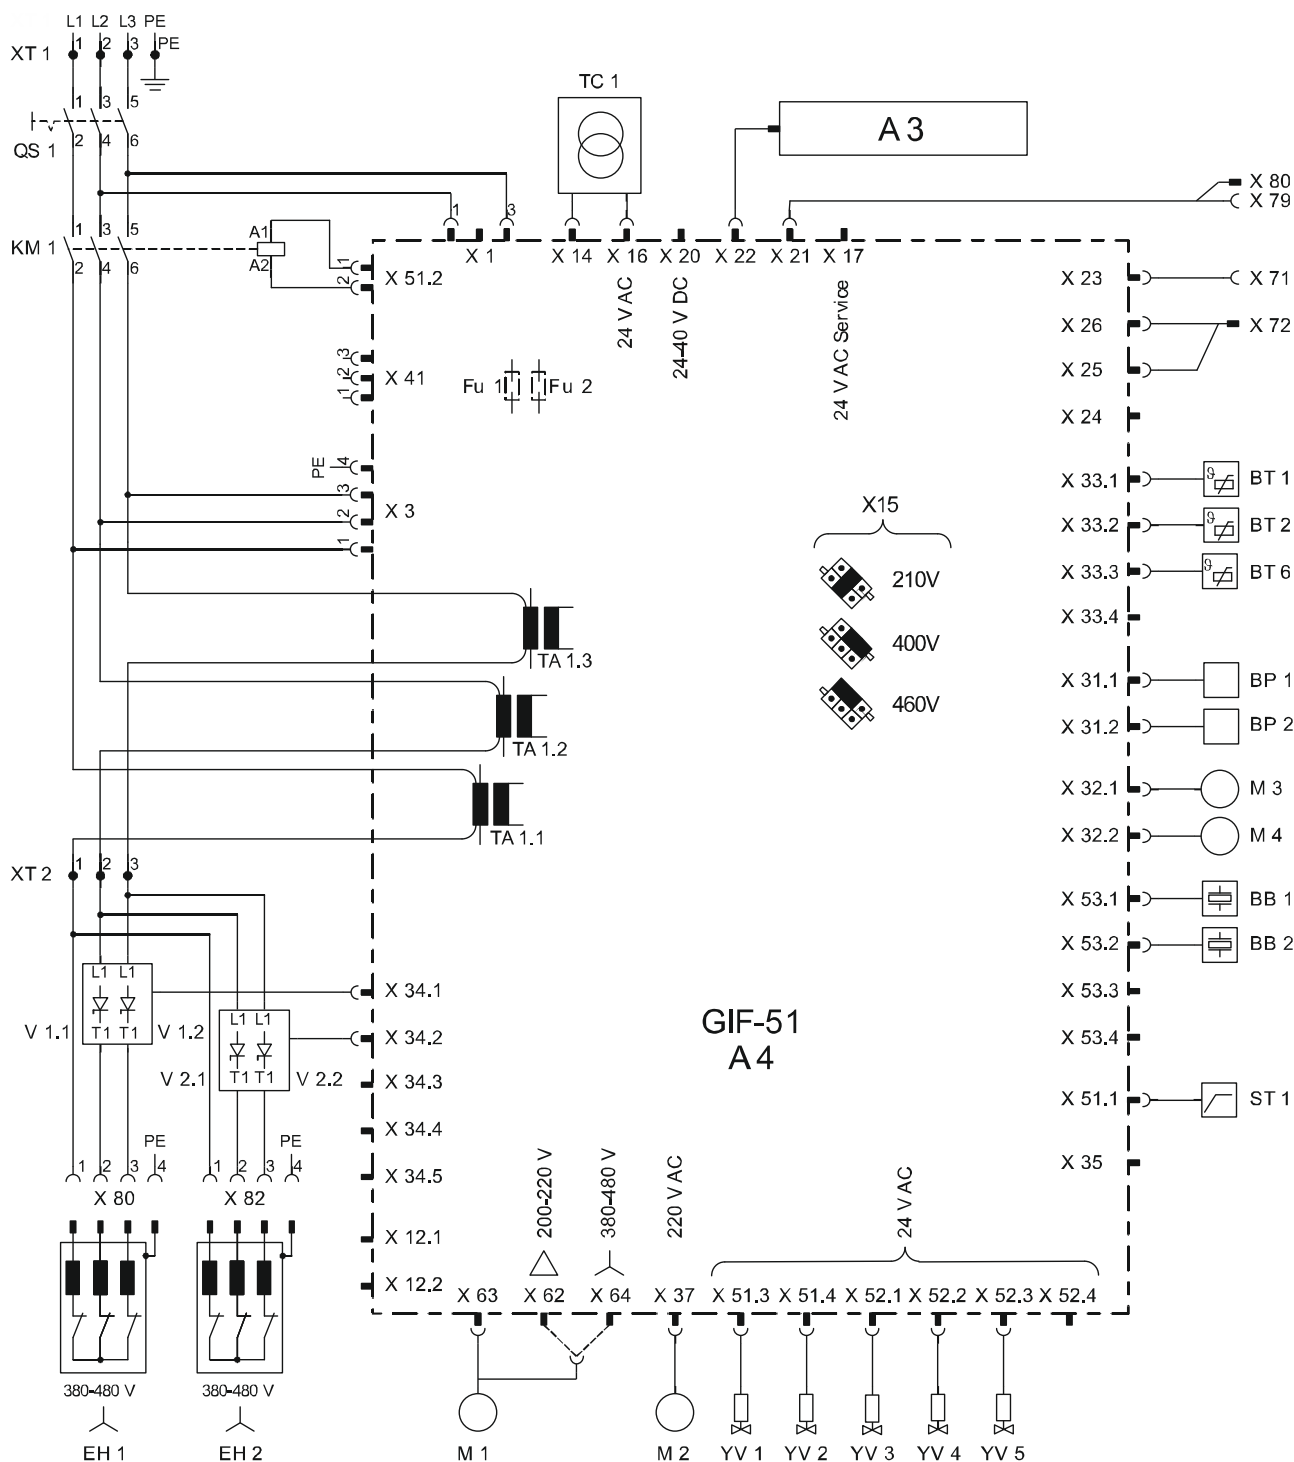 L1 L2 L3 PE
1 2 3 PE
XT 1
TC 1
A 3
1 3 5
QS 1
2 4 6
X 80
X 79
1 3
1 3 5
KM 1
A1
A2
2 4 6
X 1 X 14 X 16 X 20 X 22 X 21 X 17
24 V AC
24-40 V DC
24 V AC Service
1
2
X 51.2
X 23
X 71
X 26
X 72
3
2
1
X 41
Fu 1
Fu 2
X 25
X 24
PE
4
3
2
1
X 3
X15
210V
400V
460V
X 33.1
BT 1
ϑ
X 33.2
BT 2
ϑ
X 33.3
BT 6
ϑ
X 33.4
TA 1.3
X 31.1
BP 1
X 31.2
BP 2
TA 1.2
X 32.1
M 3
TA 1.1
X 32.2
M 4
XT 2
1 2 3
X 53.1
BB 1
X 53.2
BB 2
L1 L1
T1 T1
V 1.1
V 1.2
X 34.1
X 53.3
L1 L1
T1 T1
V 2.1
V 2.2
X 34.2
GIF-51
A 4
X 53.4
X 34.3
X 51.1
ST 1
X 34.4
X 34.5
X 35
PE
1 2 3 4
X 80
PE
1 2 3 4
X 82
X 12.1
X 12.2
200-220 V
380-480 V
220 V AC
24 V AC
X 63 X 62 X 64 X 37 X 51.3 X 51.4 X 52.1 X 52.2 X 52.3 X 52.4
380-480 V
380-480 V
EH 1 EH 2 M 1 M 2 YV 1 YV 2 YV 3 YV 4 YV 5